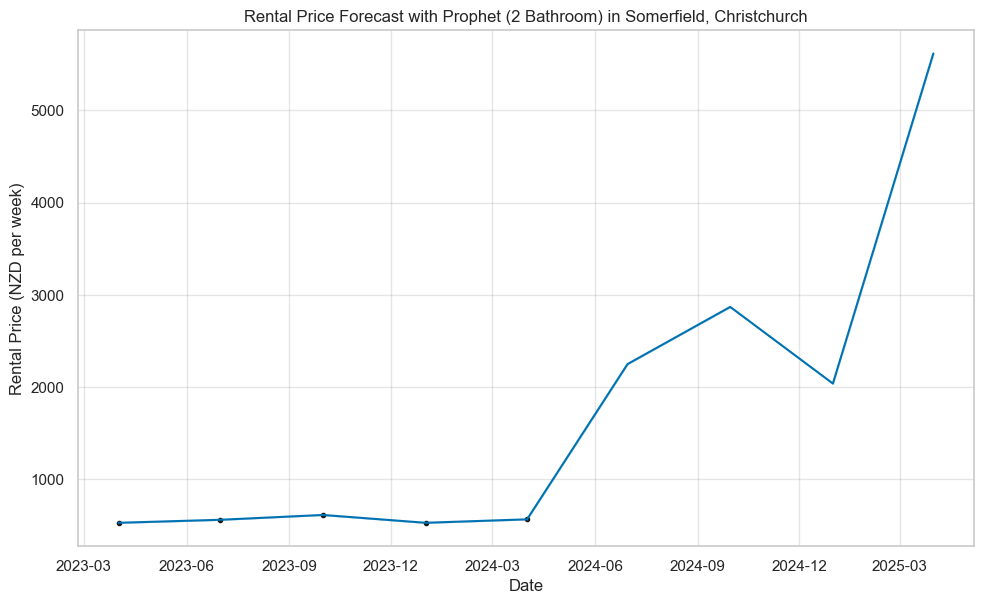 Rental Price Forecast with Prophet (2 Bathroom) in Somerfield, Christchurch
Rental Price (NZD per week)
5000
4000
3000
2000
1000
2023-03 2023-06 2023-09 2023-12 2024-03 2024-06 2024-09 2024-12 2025-03
Date